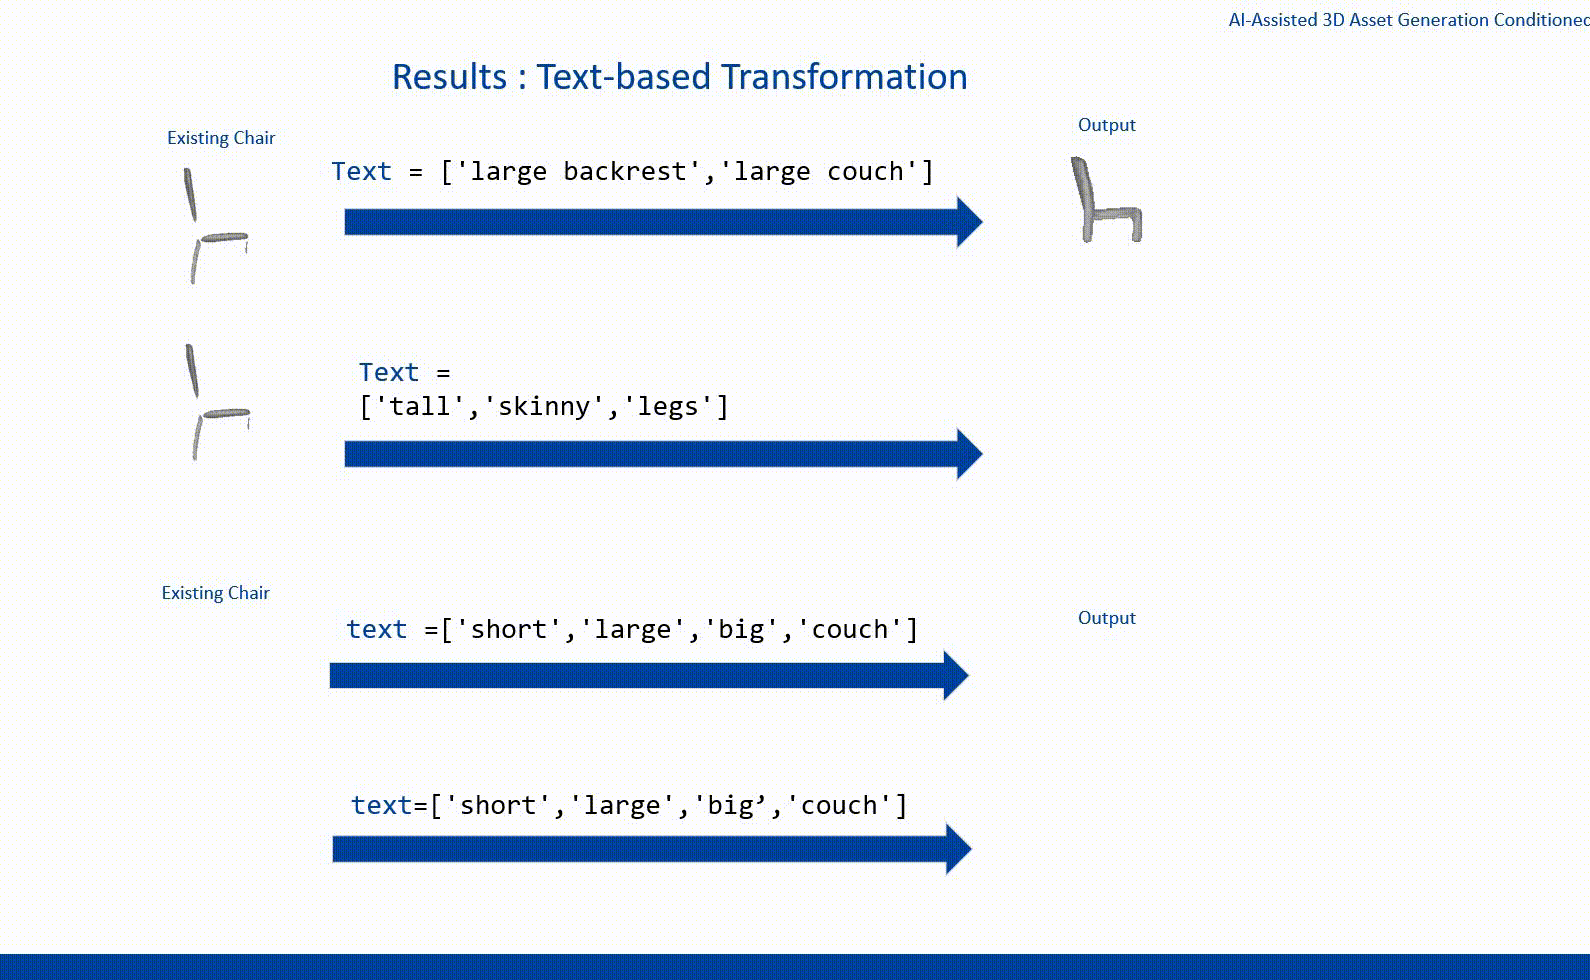 AI-Assisted 3D Asset Generation Conditioned
Results : Text-based Transformation
Existing Chair
Output
Text = ['large backrest','large couch']
Text =
['tall','skinny','legs']
Existing Chair
Output
text =['short','large','big','couch']
text=['short','large','big’,'couch']